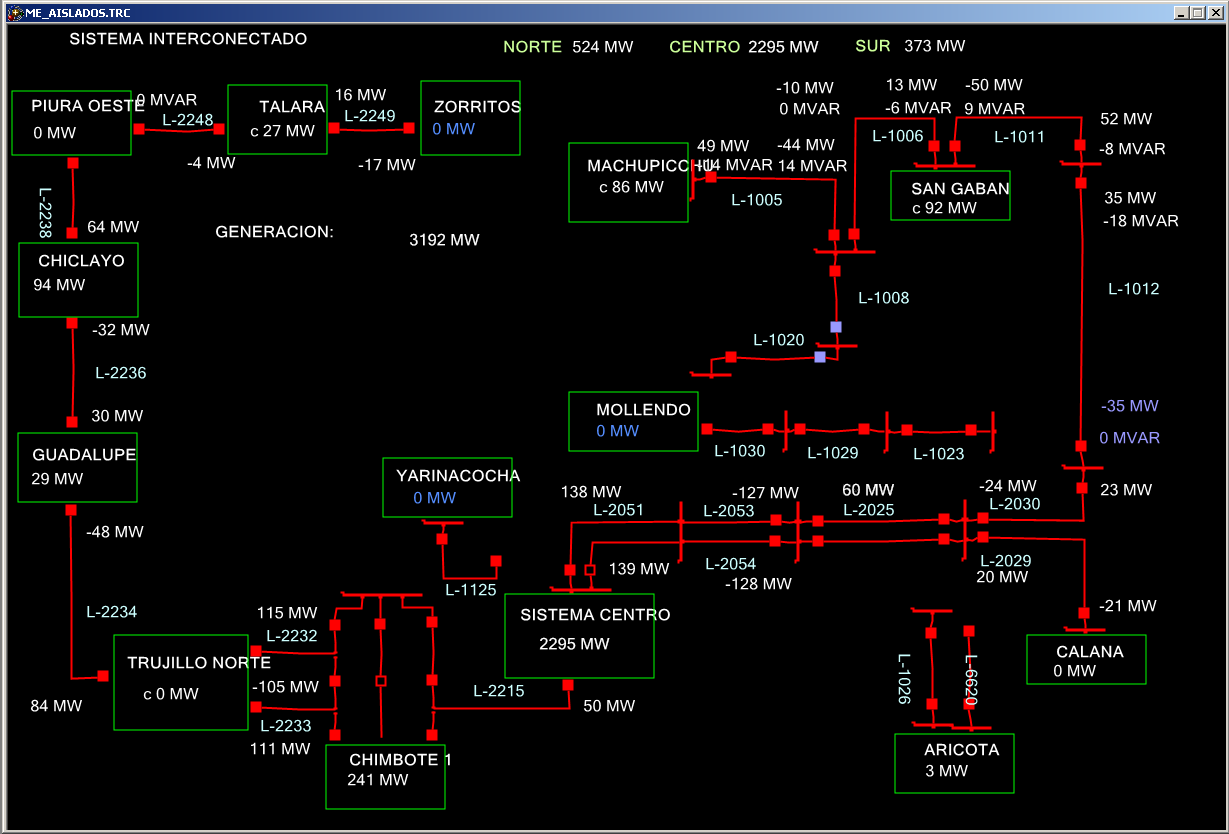 ME_AISLADOS.TRC
SISTEMA INTERCONECTADO
NORTE 524 MW CENTRO 2295 MW SUR 373 MW
PIURA OESTE
0 MW
0 MVAR
L-2248
-4 MW
TALARA
c 27 MW
16 MW
L-2249
-17 MW
ZORRITOS
0 MW
L-2238
64 MW
CHICLAYO
94 MW
-32 MW
L-2236
30 MW
GUADALUPE
29 MW
-48 MW
L-2234
84 MW
GENERACION: 3192 MW
-10 MW
0 MVAR
13 MW
-6 MVAR
-50 MW
9 MVAR
L-1006
L-1011
52 MW
-8 MVAR
49 MW
-14 MVAR
-44 MW
14 MVAR
MACHUPICCHU
c 86 MW
L-1005
SAN GABAN
c 92 MW
35 MW
-18 MVAR
L-1008
L-1012
L-1020
MOLLENDO
0 MW
L-1030
L-1029
L-1023
-35 MW
0 MVAR
YARINACOCHA
0 MW
L-1125
138 MW
L-2051
-127 MW
L-2053
60 MW
L-2025
-24 MW
L-2030
23 MW
139 MW
L-2054
-128 MW
L-2029
20 MW
-21 MW
SISTEMA CENTRO
2295 MW
CALANA
0 MW
115 MW
L-2232
TRUJILLO NORTE
c 0 MW
-105 MW
L-2233
111 MW
L-2215
50 MW
CHIMBOTE 1
241 MW
L-1026
L-6620
ARICOTA
3 MW